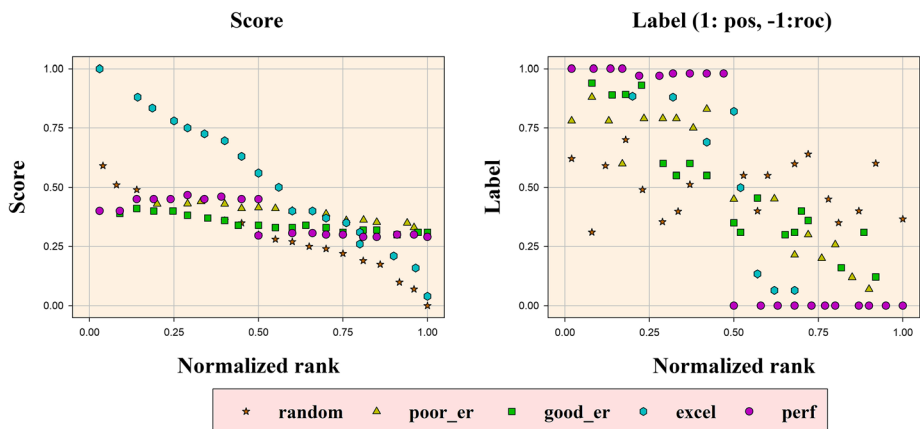 Score
Label (1: pos, -1:roc)
1.00
0.75
0.50
0.25
0.00
Score
0.00 0.25 0.50 0.75 1.00
Normalized rank
1.00
0.75
0.50
0.25
0.00
Label
0.00 0.25 0.50 0.75 1.00
Normalized rank
random poor_er good_er excel perf